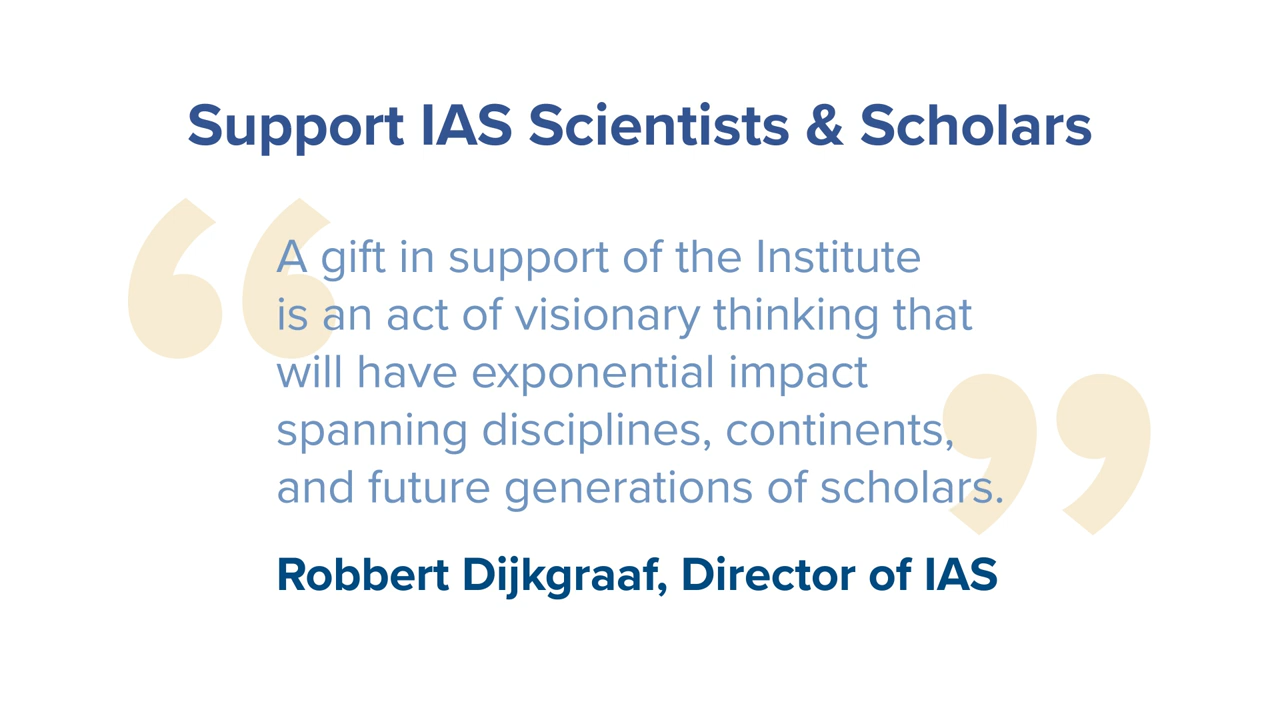 Support IAS Scientists & Scholars
A gift in support of the Institute
is an act of visionary thinking that
will have exponential impact
spanning disciplines, continents,
and future generations of scholars.
Robbert Dijkgraaf, Director of IAS